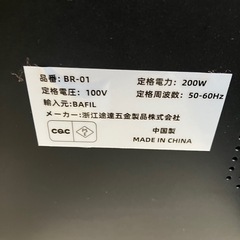 品番: BR-01
定格電力: 200W
定格電圧: 100V
定格周波数: 50-60Hz
輸入元:BAFIL
メーカー:浙江途達五金製品株式会社
CQC
中国製
MADE IN CHINA